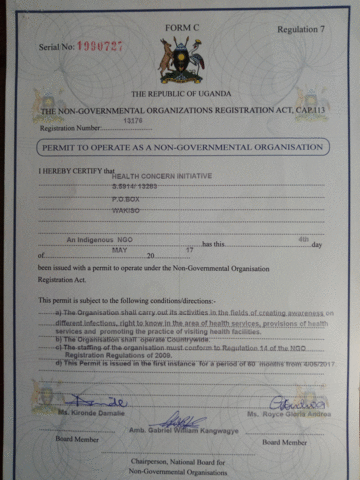 FORM C
Regulation 7
Serial No: 1990727
THE REPUBLIC OF UGANDA
THE NON-GOVERNMENTAL ORGANIZATIONS REGISTRATION ACT, CAP.113
Registration Number: 13276
PERMIT TO OPERATE AS A NON-GOVERNMENTAL ORGANISATION
I HEREBY CERTIFY that HEALTH CONCERN INITIATIVE
S.5914/ 13283
P.O.BOX
WAKISO
An Indigenous NGO has this 4th day
of MAY 20 17
been issued with a permit to operate under the Non-Governmental Organisation
Registration Act.
This permit is subject to the following conditions/directions:-
a) The Organisation shall carry out its activities in the fields of creating awareness on
different infections, right to know in the area of health services, provisions of health
services and promoting the practice of visiting health facilities.
b) The Organisation shall operate Countrywide.
c) The staffing of the organisation must conform to Regulation 14 of the NGO
Registration Regulations of 2009.
d) This Permit is issued in the first instance for a period of 60 months from 4/05/2017.
Ms. Kirende Damalie
Ms. Royce Gloria Androa
Amb. Gabriel William Kangwagye
Board Member
Board Member
Chairperson, National Board for
Non-Governmental Organisations